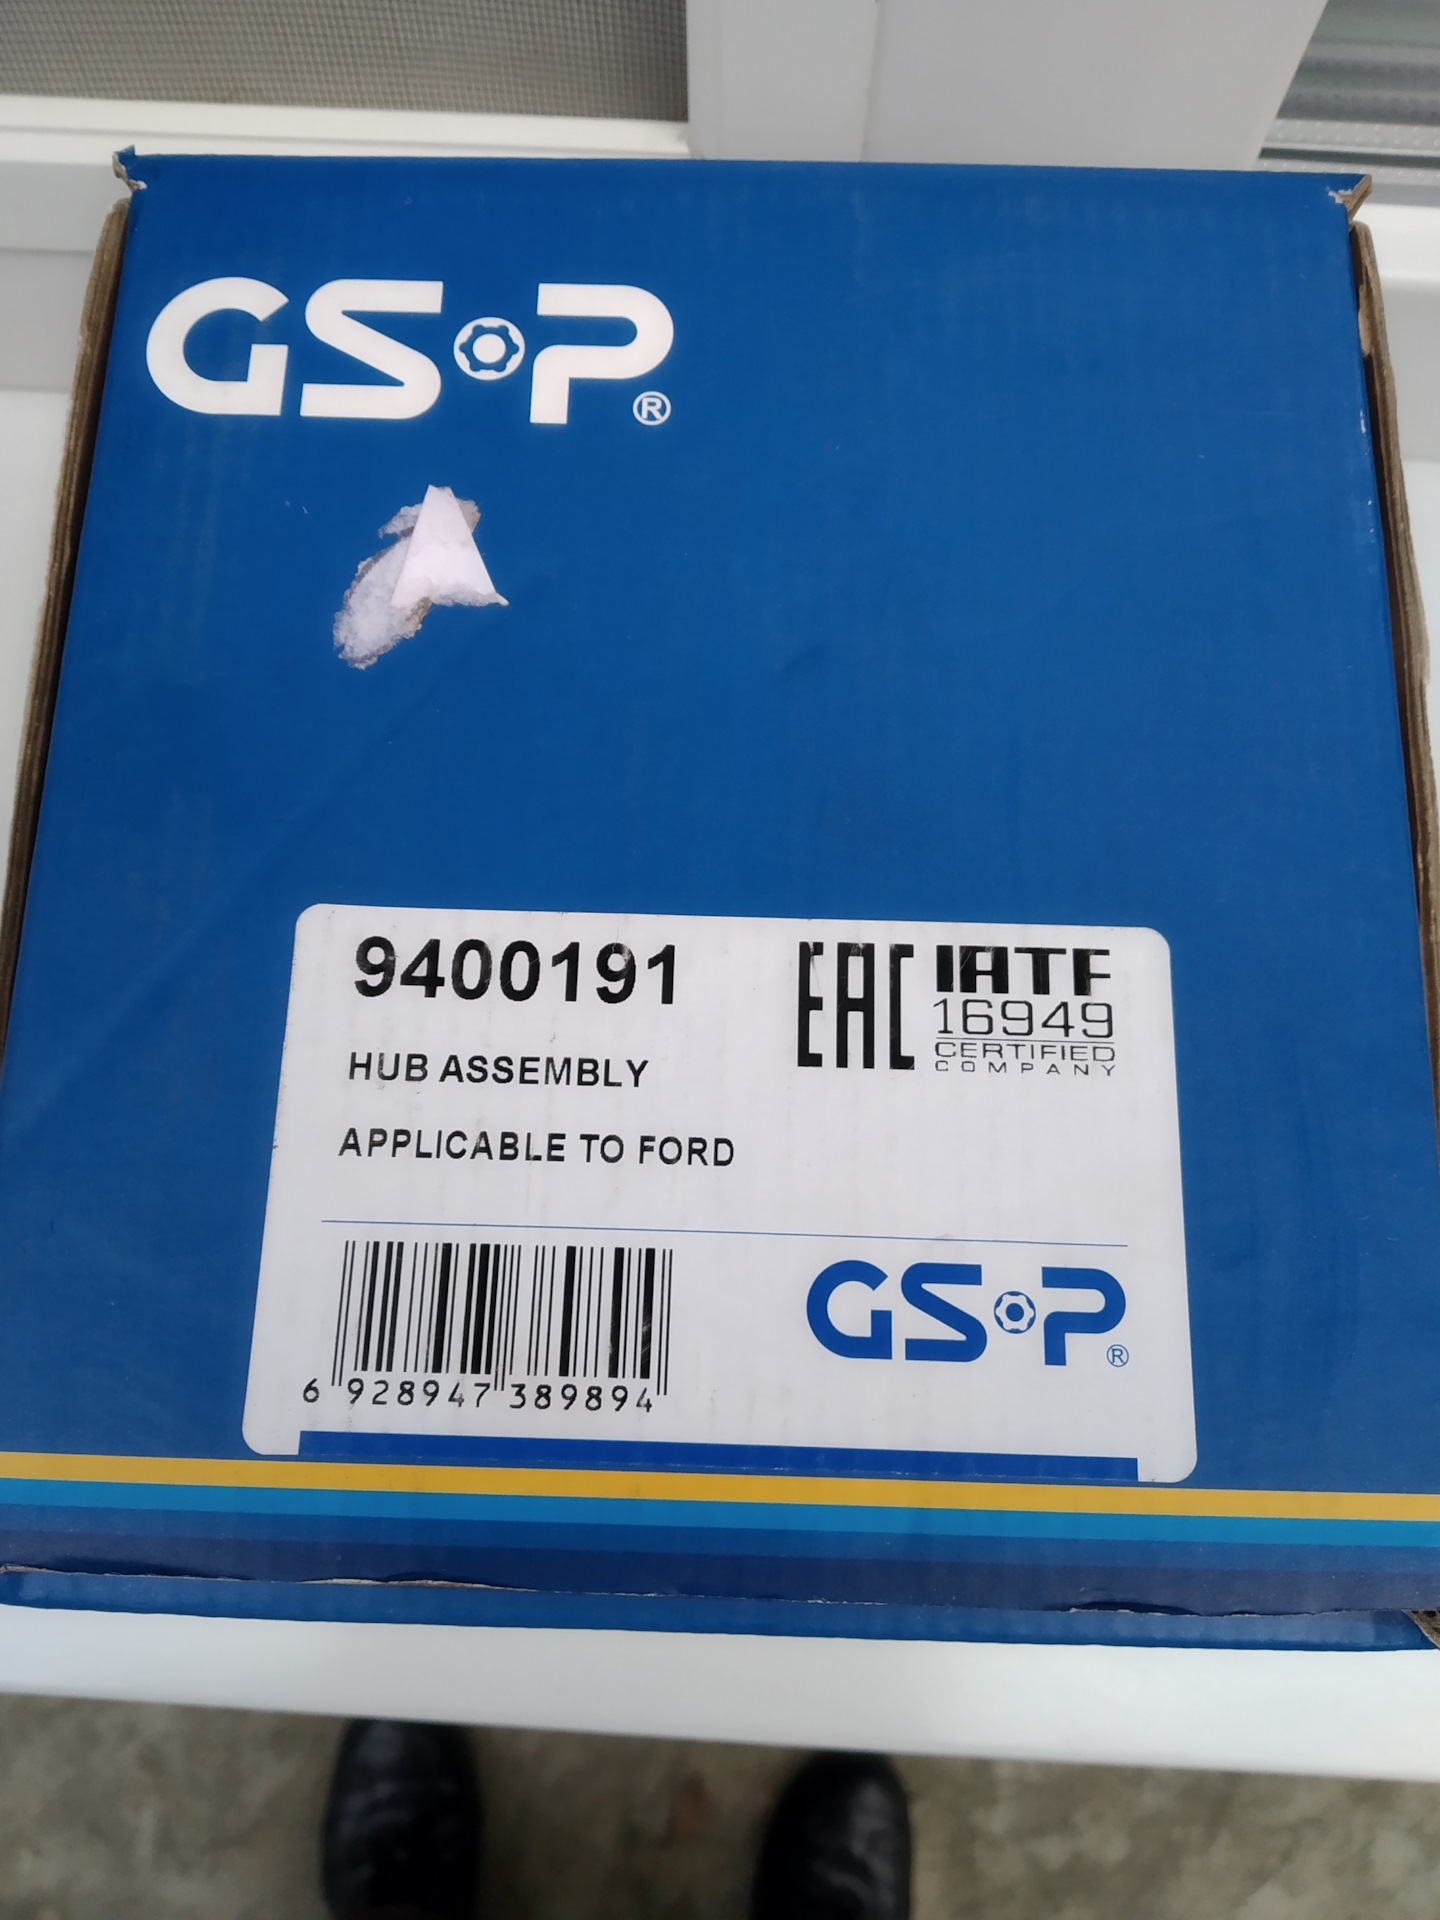 GSP®
9400191
EAC
IATF
16949
CERTIFIED
COMPANY
HUB ASSEMBLY
APPLICABLE TO FORD
6 928947 389894
GSP®